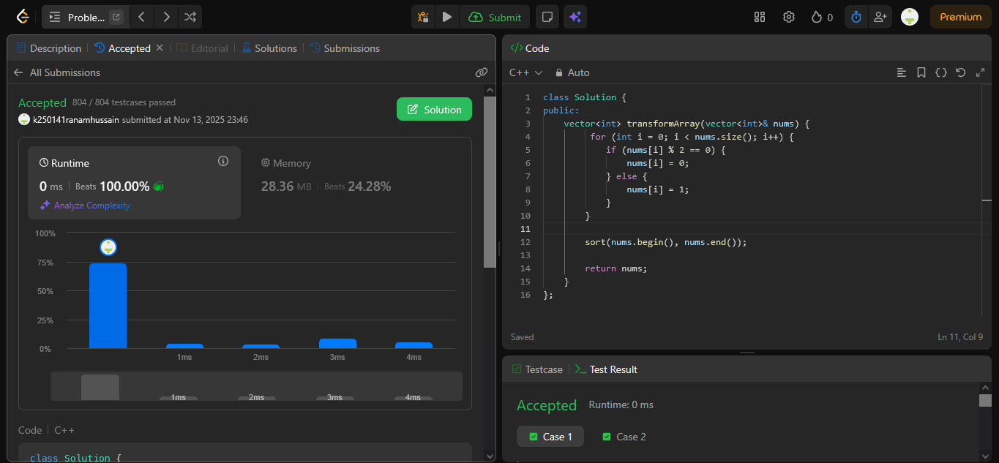 Proble...
Submit
0
Premium
Description
Accepted
Editorial
Solutions
Submissions
All Submissions
Accepted 804 / 804 testcases passed
k250141ranamhussain submitted at Nov 13, 2025 23:46
Solution
Runtime
0 ms Beats 100.00%
Analyze Complexity
Memory
28.36 MB Beats 24.28%
100%
75%
50%
25%
0%
1ms 2ms 3ms 4ms
1ms 2ms 3ms 4ms
Code C++
class Solution {
</> Code
C++ Auto
1 class Solution {
2 public:
3     vector<int> transformArray(vector<int>& nums) {
4          for (int i = 0; i < nums.size(); i++) {
5             if (nums[i] % 2 == 0) {
6                 nums[i] = 0;
7             } else {
8                 nums[i] = 1;
9             }
10         }
11
12         sort(nums.begin(), nums.end());
13
14         return nums;
15     }
16 };
Saved
Ln 11, Col 9
Testcase
Test Result
Accepted Runtime: 0 ms
Case 1
Case 2